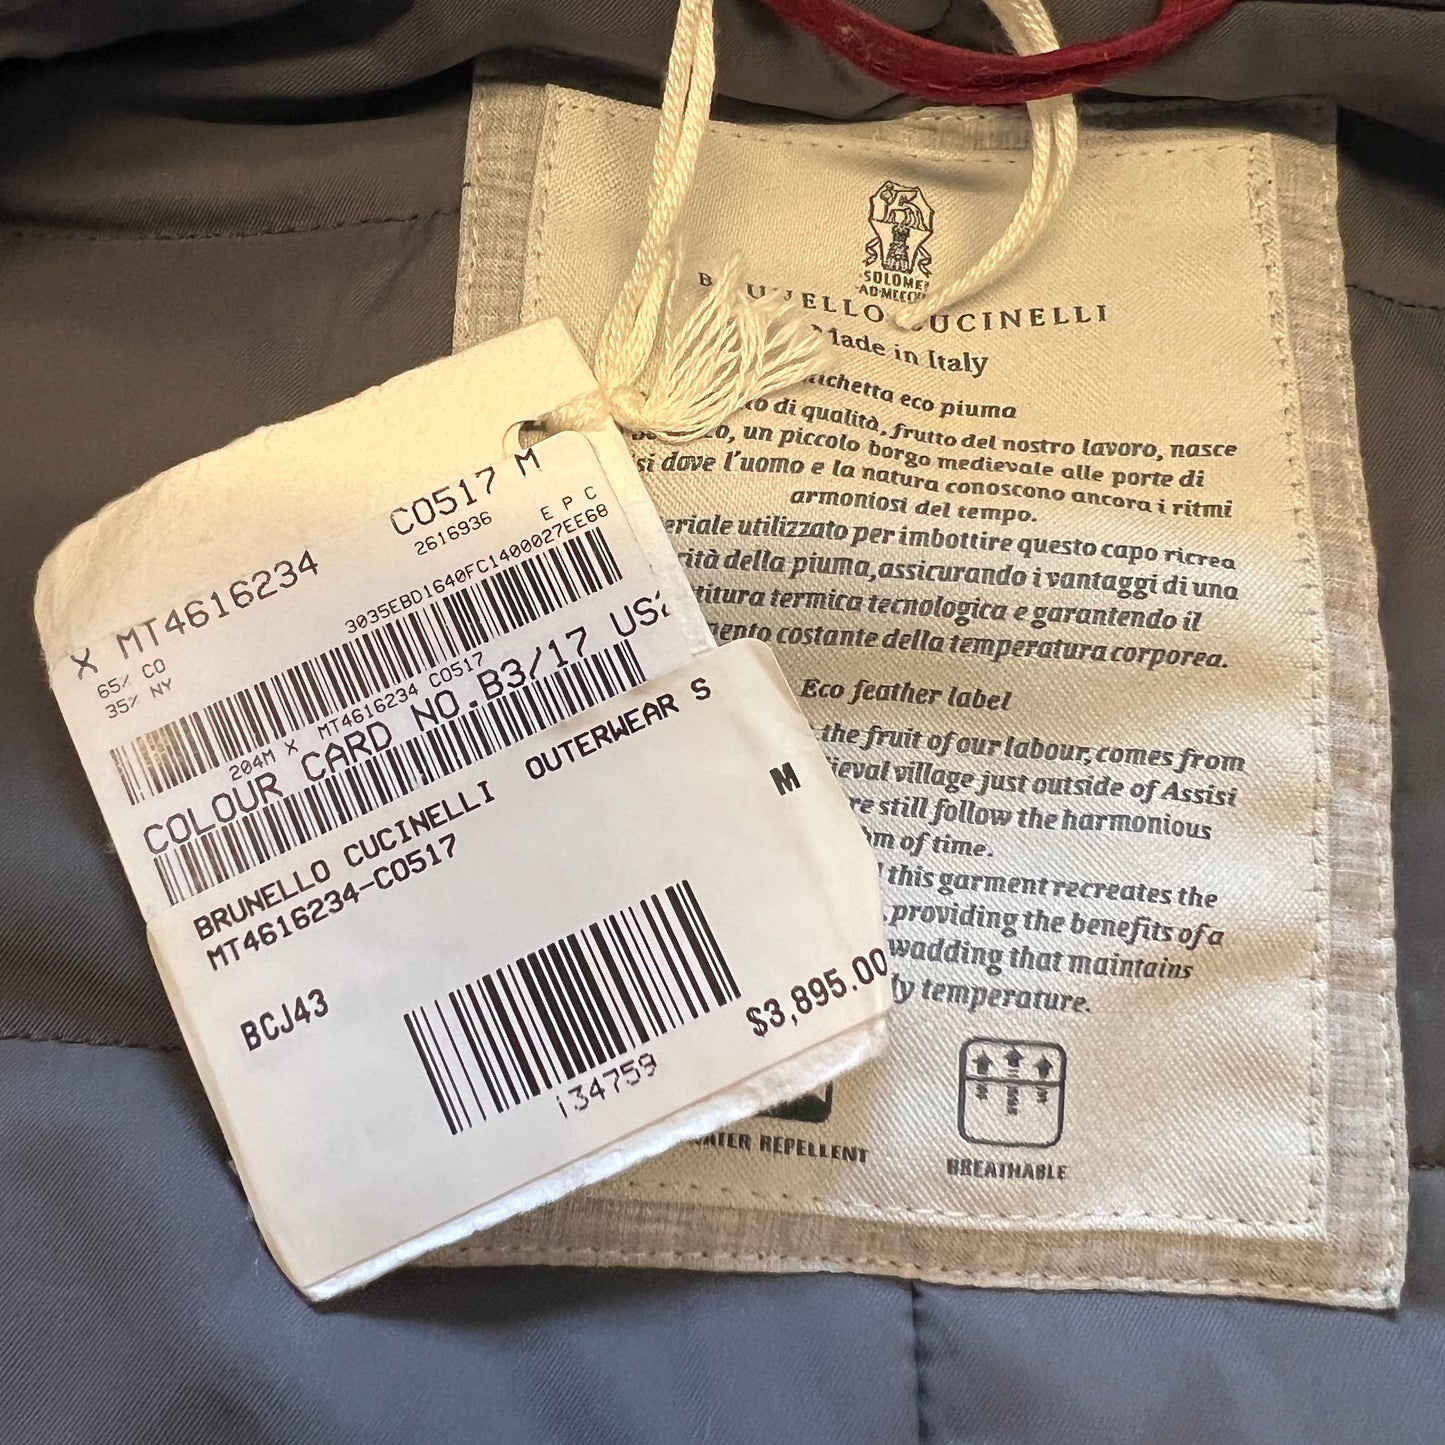 X MT4616234 C0517 M
65% CO
35% NY
2616936
E P C
3035EBD1640FC1400027EE68
204M X MT4616234 C0517
COLOUR CARD NO.B3/17 US
BRUNELLO CUCINELLI OUTERWEAR S
MT4616234-C0517
M
BCJ43
134759
$3,895.00
SOLOMEI
CUCINELLI
Made in Italy
eco piuma
di qualità, frutto del nostro lavoro, nasce
un piccolo borgo medievale alle porte di
dove l'uomo e la natura conoscono ancora i ritmi
armoniosi del tempo.
utilizzato per imbottire questo capo ricrea
della piuma, assicurando i vantaggi di una
termica tecnologica e garantendo il
costante della temperatura corporea.
Eco feather label
the fruit of our labour, comes from
village just outside of Assisi
still follow the harmonious
of time.
this garment recreates the
providing the benefits of a
wadding that maintains
temperature.
WATER REPELLENT
BREATHABLE